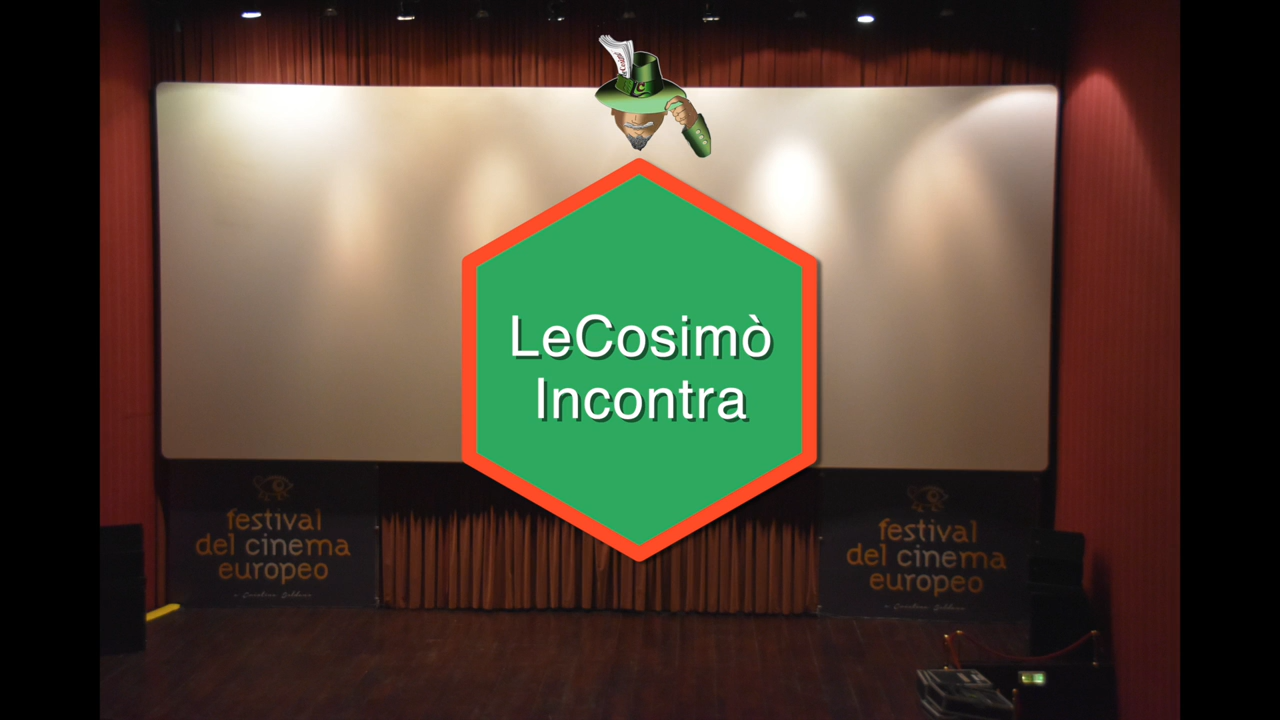 LeCosimò
Incontra
festival
del cinema
europeo
festival
del cinema
europeo